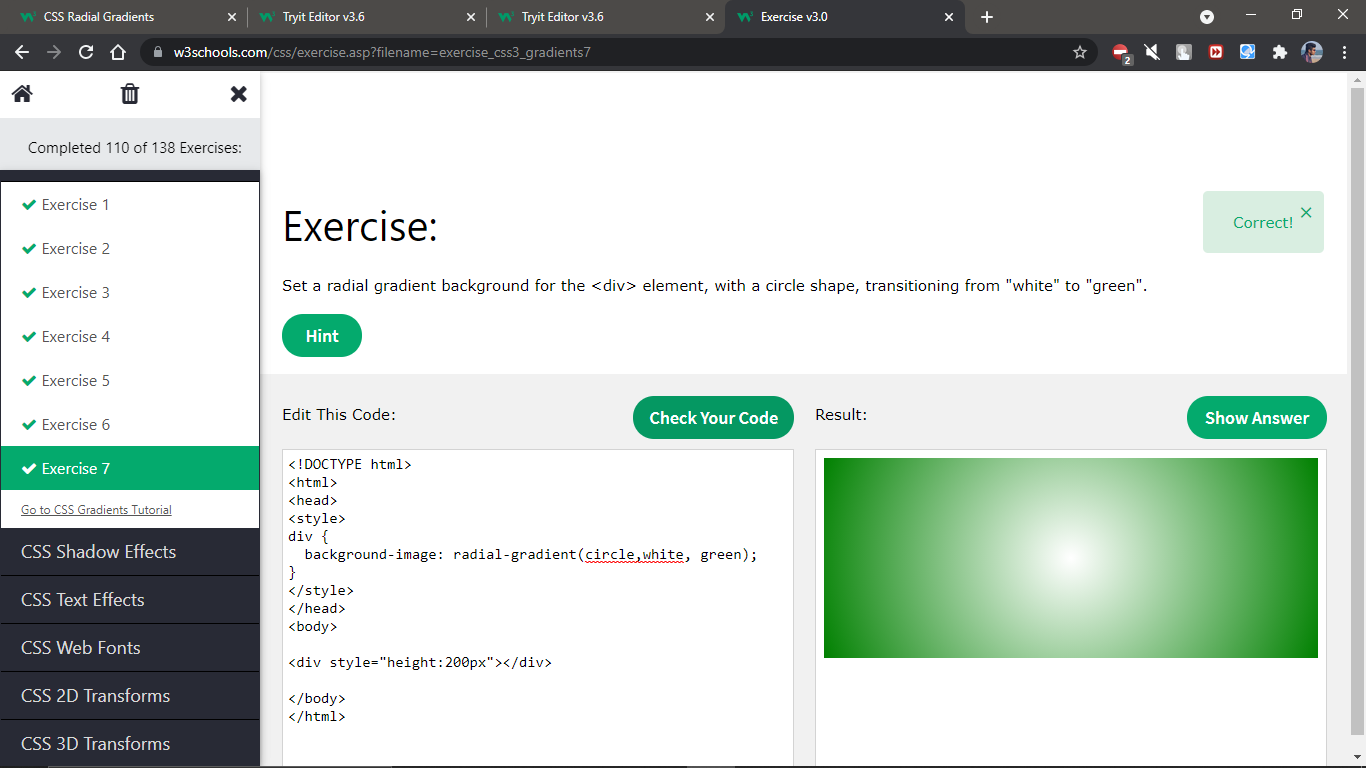 CSS Radial Gradients
Tryit Editor v3.6
Tryit Editor v3.6
Exercise v3.0
w3schools.com/css/exercise.asp?filename=exercise_css3_gradients7
2
Completed 110 of 138 Exercises:
Exercise 1
Exercise 2
Exercise 3
Exercise 4
Exercise 5
Exercise 6
Exercise 7
Go to CSS Gradients Tutorial
CSS Shadow Effects
CSS Text Effects
CSS Web Fonts
CSS 2D Transforms
CSS 3D Transforms
Exercise:
Correct!
Set a radial gradient background for the <div> element, with a circle shape, transitioning from "white" to "green".
Hint
Edit This Code:
Check Your Code
<!DOCTYPE html>
<html>
<head>
<style>
div {
  background-image: radial-gradient(circle,white, green);
}
</style>
</head>
<body>

<div style="height:200px"></div>

</body>
</html>
Result:
Show Answer